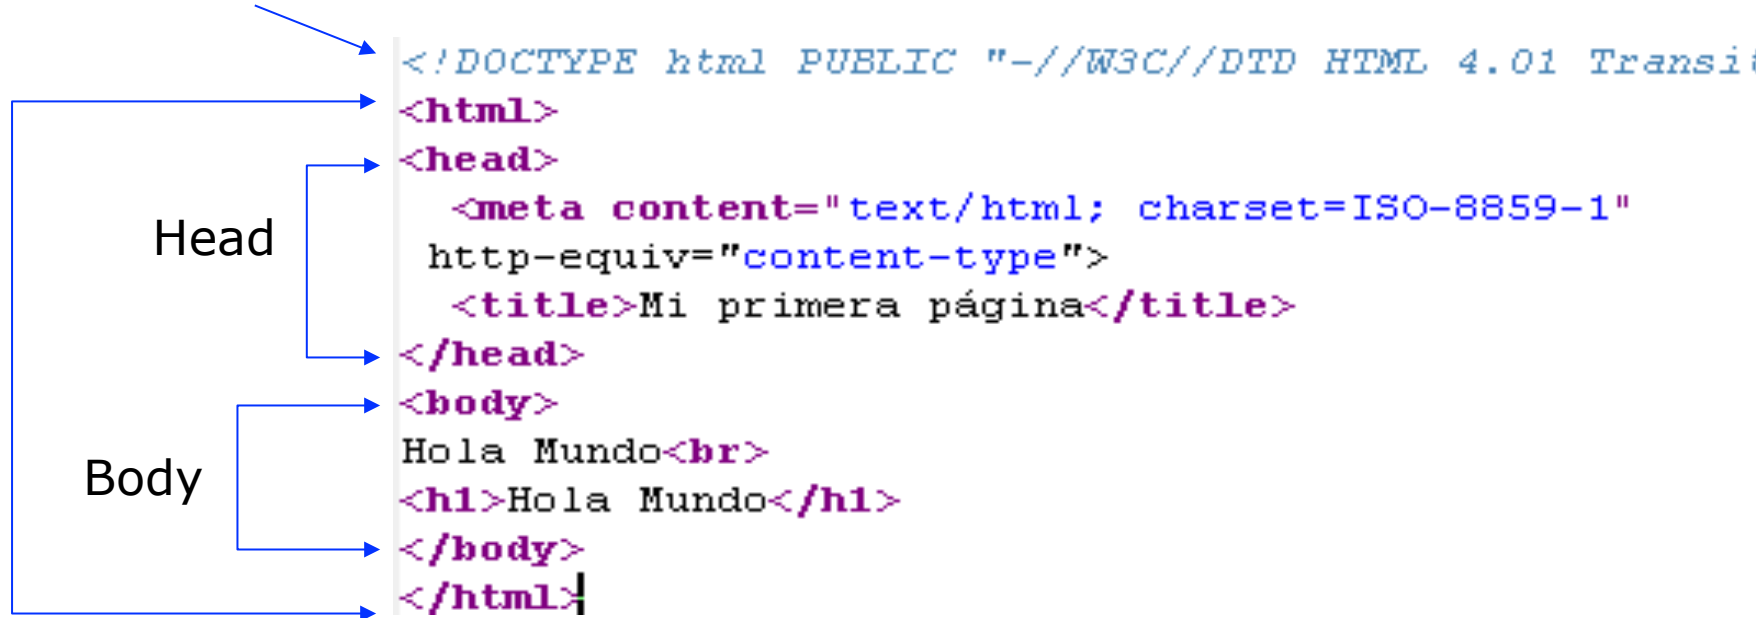 <!DOCTYPE html PUBLIC "-//W3C//DTD HTML 4.01
<html>
<head>
<meta content="text/html; charset=ISO-8859-1"
Head
http-equiv="content-type">
<title>Mi primera página</title>
</head>
<body>
Hola Mundo<br>
Body
<h1>Hola Mundo</h1>
</body>
</html>